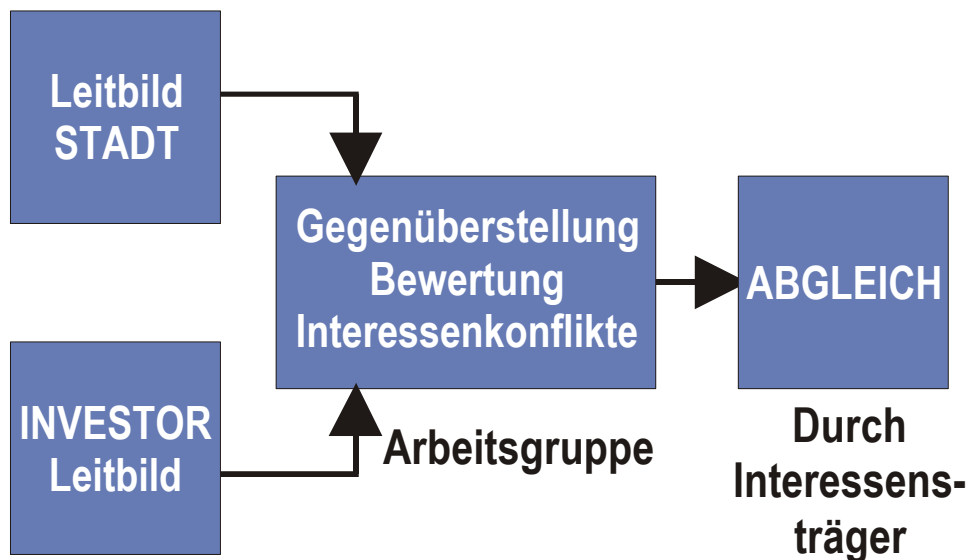 Leitbild
STADT
Gegenüberstellung
Bewertung
Interessenkonflikte
ABGLEICH
INVESTOR
Leitbild
Arbeitsgruppe
Durch
Interessens-
träger